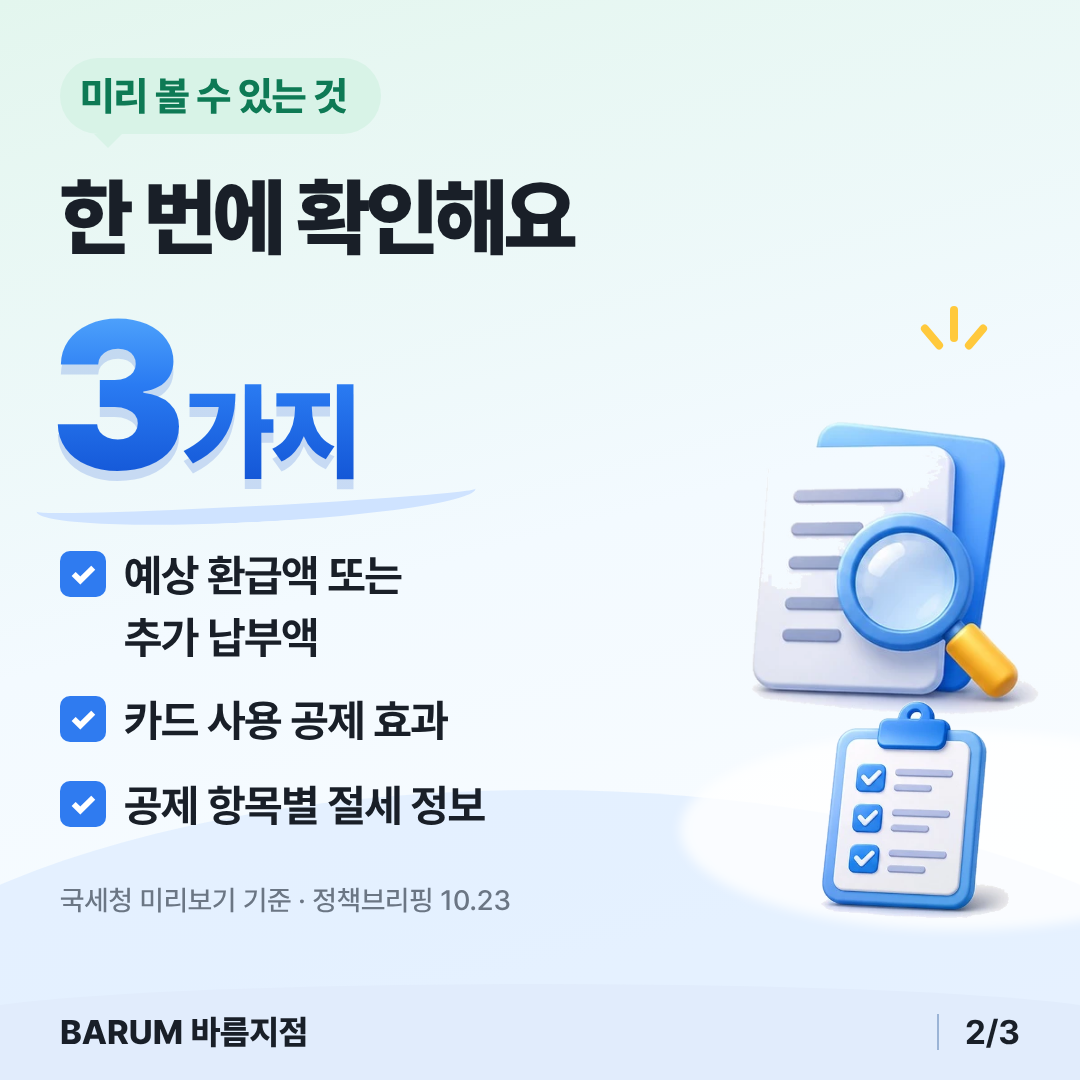 미리 볼 수 있는 것
한 번에 확인해요
3가지
예상 환급액 또는
추가 납부액
카드 사용 공제 효과
공제 항목별 절세 정보
국세청 미리보기 기준 · 정책브리핑 10.23
BARUM 바름지점
2/3